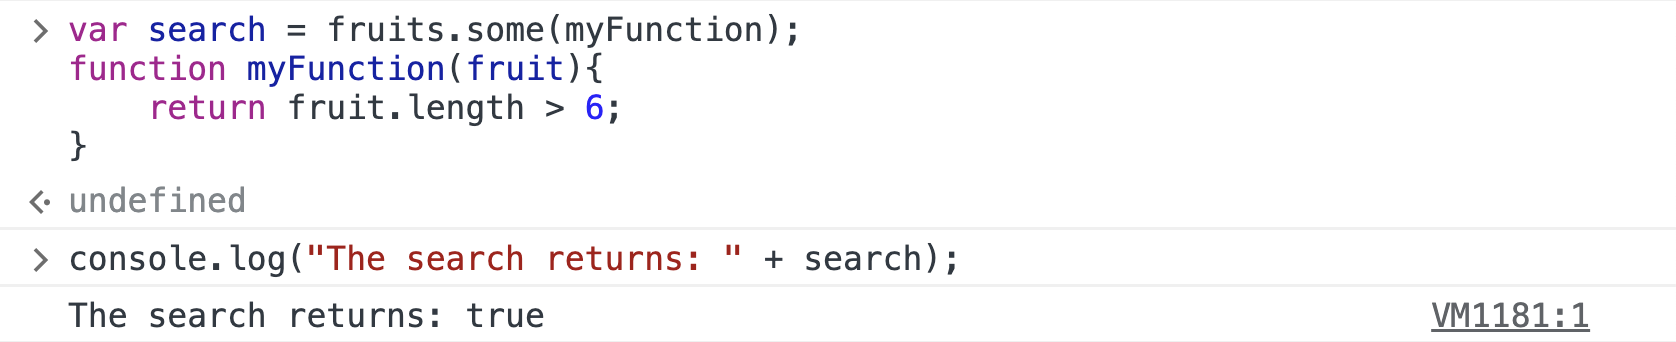 var search = fruits.some(myFunction);
function myFunction(fruit){
    return fruit.length > 6;
}
undefined
console.log("The search returns: " + search);
The search returns: true VM1181:1